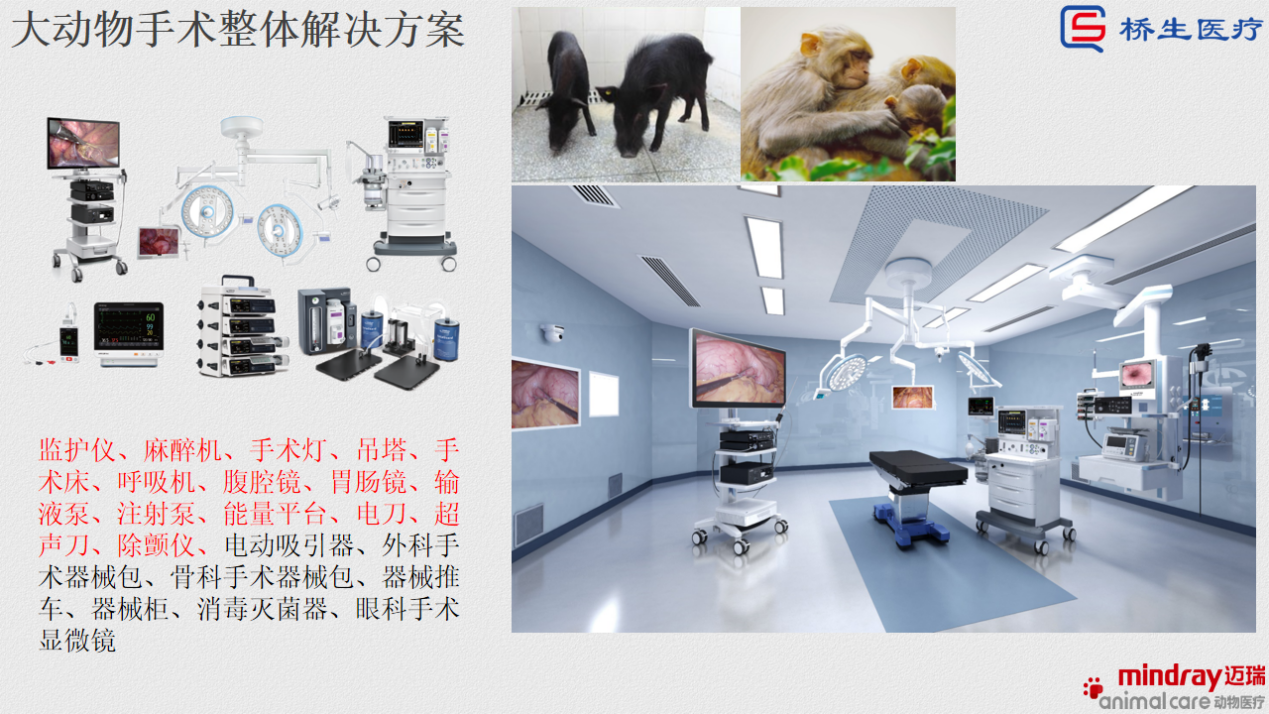 大动物手术整体解决方案
桥生医疗
监护仪、麻醉机、手术灯、吊塔、手
术床、呼吸机、腹腔镜、胃肠镜、输
液泵、注射泵、能量平台、电刀、超
声刀、除颤仪、电动吸引器、外科手
术器械包、骨科手术器械包、器械推
车、器械柜、消毒灭菌器、眼科手术
显微镜
mindray迈瑞
animal care 动物医疗